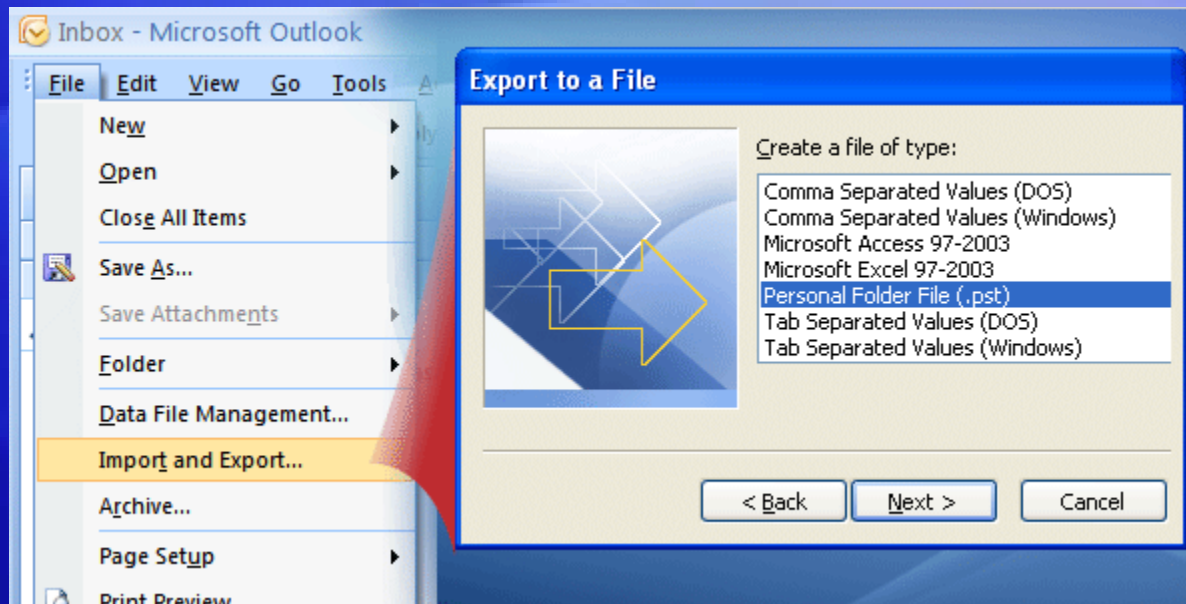 Inbox - Microsoft Outlook
File Edit View Go Tools
New
Open
Close All Items
Save As...
Save Attachments
Folder
Data File Management...
Import and Export...
Archive...
Page Setup
Print Preview
Export to a File
Create a file of type:
Comma Separated Values (DOS)
Comma Separated Values (Windows)
Microsoft Access 97-2003
Microsoft Excel 97-2003
Personal Folder File (.pst)
Tab Separated Values (DOS)
Tab Separated Values (Windows)
< Back Next > Cancel